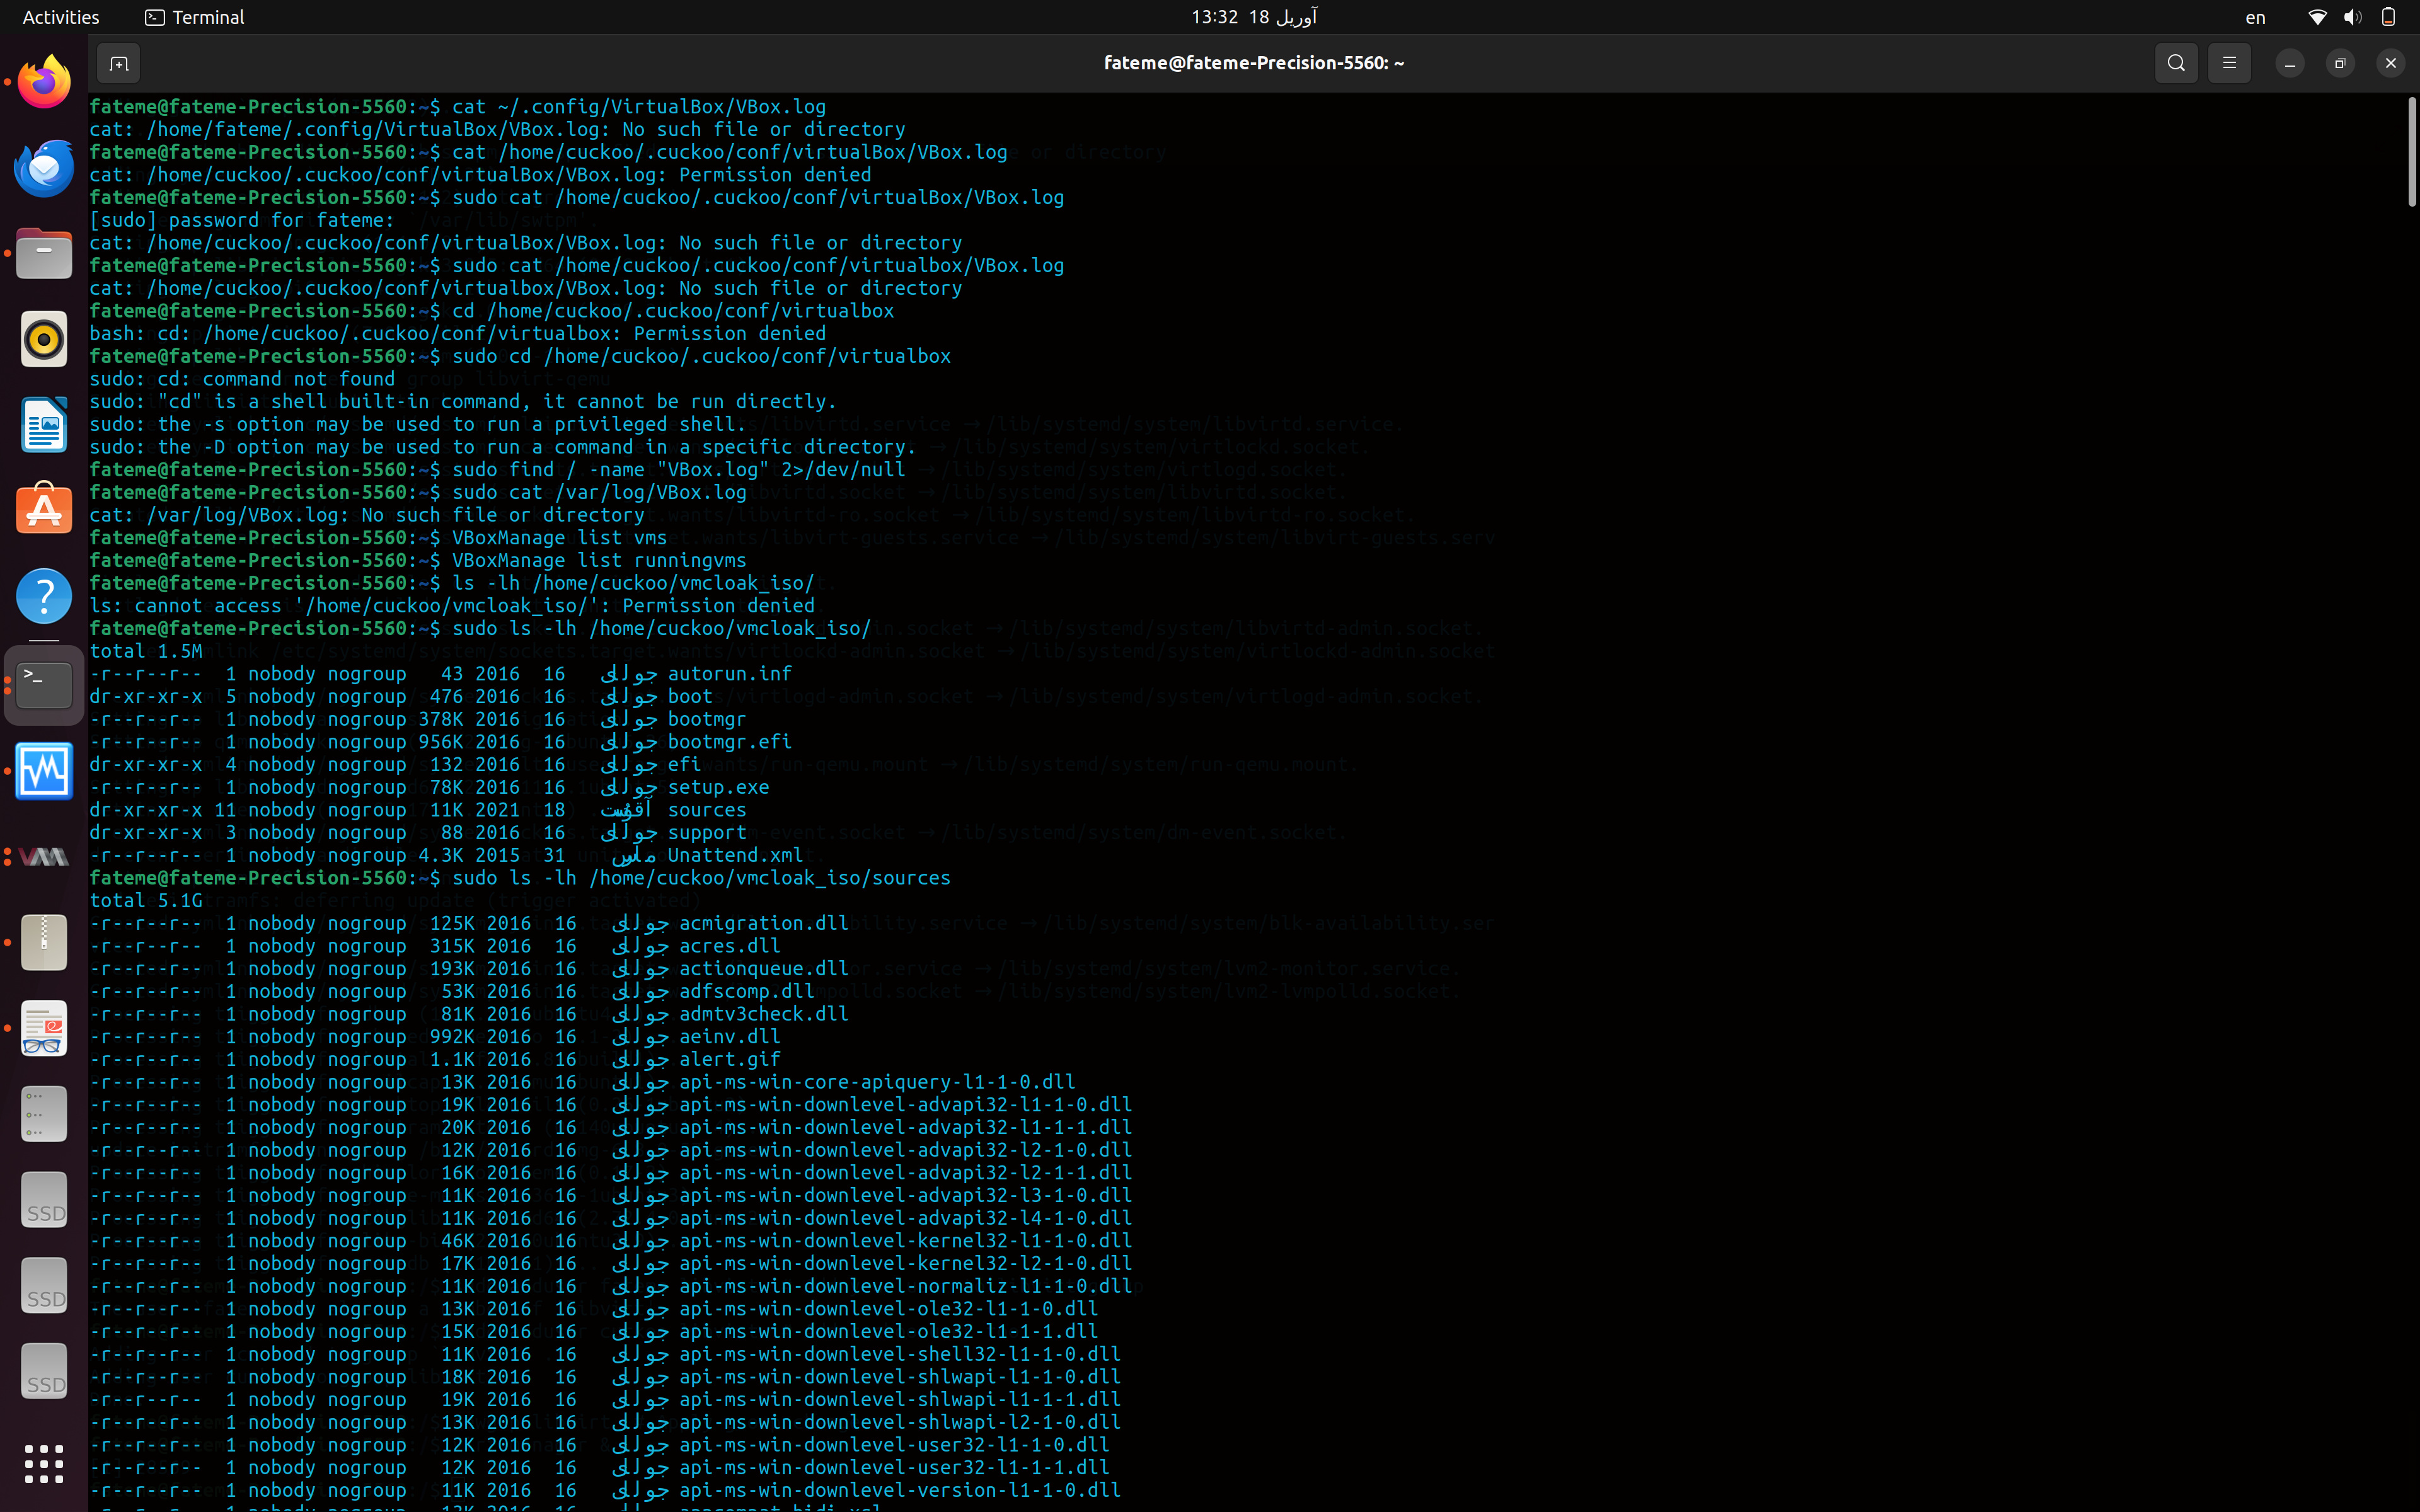 Activities
Terminal
13:32 18 آوریل
en
fateme@fateme-Precision-5560: ~
fateme@fateme-Precision-5560:~$ cat ~/.config/VirtualBox/VBox.log
cat: /home/fateme/.config/VirtualBox/VBox.log: No such file or directory
fateme@fateme-Precision-5560:~$ cat /home/cuckoo/.cuckoo/conf/virtualBox/VBox.log
cat: /home/cuckoo/.cuckoo/conf/virtualBox/VBox.log: Permission denied
fateme@fateme-Precision-5560:~$ sudo cat /home/cuckoo/.cuckoo/conf/virtualBox/VBox.log
[sudo] password for fateme:
cat: /home/cuckoo/.cuckoo/conf/virtualBox/VBox.log: No such file or directory
fateme@fateme-Precision-5560:~$ sudo cat /home/cuckoo/.cuckoo/conf/virtualbox/VBox.log
cat: /home/cuckoo/.cuckoo/conf/virtualbox/VBox.log: No such file or directory
fateme@fateme-Precision-5560:~$ cd /home/cuckoo/.cuckoo/conf/virtualbox
bash: cd: /home/cuckoo/.cuckoo/conf/virtualbox: Permission denied
fateme@fateme-Precision-5560:~$ sudo cd /home/cuckoo/.cuckoo/conf/virtualbox
sudo: cd: command not found
sudo: "cd" is a shell built-in command, it cannot be run directly.
sudo: the -s option may be used to run a privileged shell.
sudo: the -D option may be used to run a command in a specific directory.
fateme@fateme-Precision-5560:~$ sudo find / -name "VBox.log" 2>/dev/null
fateme@fateme-Precision-5560:~$ sudo cat /var/log/VBox.log
cat: /var/log/VBox.log: No such file or directory
fateme@fateme-Precision-5560:~$ VBoxManage list vms
fateme@fateme-Precision-5560:~$ VBoxManage list runningvms
fateme@fateme-Precision-5560:~$ ls -lh /home/cuckoo/vmcloak_iso/
ls: cannot access '/home/cuckoo/vmcloak_iso/': Permission denied
fateme@fateme-Precision-5560:~$ sudo ls -lh /home/cuckoo/vmcloak_iso/
total 1.5M
-r--r--r-- 1 nobody nogroup 43 2016 16 جولای autorun.inf
dr-xr-xr-x 5 nobody nogroup 476 2016 16 جولای boot
-r--r--r-- 1 nobody nogroup 378K 2016 16 جولای bootmgr
-r--r--r-- 1 nobody nogroup 956K 2016 16 جولای bootmgr.efi
dr-xr-xr-x 4 nobody nogroup 132 2016 16 جولای efi
-r--r--r-- 1 nobody nogroup 78K 2016 16 جولای setup.exe
dr-xr-xr-x 11 nobody nogroup 11K 2021 18 آقۇست sources
dr-xr-xr-x 3 nobody nogroup 88 2016 16 جولای support
-r--r--r-- 1 nobody nogroup 4.3K 2015 31 مارس Unattend.xml
fateme@fateme-Precision-5560:~$ sudo ls -lh /home/cuckoo/vmcloak_iso/sources
total 5.1G
-r--r--r-- 1 nobody nogroup 125K 2016 16 جولای acmigration.dll
-r--r--r-- 1 nobody nogroup 315K 2016 16 جولای acres.dll
-r--r--r-- 1 nobody nogroup 193K 2016 16 جولای actionqueue.dll
-r--r--r-- 1 nobody nogroup 53K 2016 16 جولای adfscomp.dll
-r--r--r-- 1 nobody nogroup 81K 2016 16 جولای admtv3check.dll
-r--r--r-- 1 nobody nogroup 992K 2016 16 جولای aeinv.dll
-r--r--r-- 1 nobody nogroup 1.1K 2016 16 جولای alert.gif
-r--r--r-- 1 nobody nogroup 13K 2016 16 جولای api-ms-win-core-apiquery-l1-1-0.dll
-r--r--r-- 1 nobody nogroup 19K 2016 16 جولای api-ms-win-downlevel-advapi32-l1-1-0.dll
-r--r--r-- 1 nobody nogroup 20K 2016 16 جولای api-ms-win-downlevel-advapi32-l1-1-1.dll
-r--r--r-- 1 nobody nogroup 12K 2016 16 جولای api-ms-win-downlevel-advapi32-l2-1-0.dll
-r--r--r-- 1 nobody nogroup 16K 2016 16 جولای api-ms-win-downlevel-advapi32-l2-1-1.dll
-r--r--r-- 1 nobody nogroup 11K 2016 16 جولای api-ms-win-downlevel-advapi32-l3-1-0.dll
-r--r--r-- 1 nobody nogroup 11K 2016 16 جولای api-ms-win-downlevel-advapi32-l4-1-0.dll
-r--r--r-- 1 nobody nogroup 46K 2016 16 جولای api-ms-win-downlevel-kernel32-l1-1-0.dll
-r--r--r-- 1 nobody nogroup 17K 2016 16 جولای api-ms-win-downlevel-kernel32-l2-1-0.dll
-r--r--r-- 1 nobody nogroup 11K 2016 16 جولای api-ms-win-downlevel-normaliz-l1-1-0.dll
-r--r--r-- 1 nobody nogroup 13K 2016 16 جولای api-ms-win-downlevel-ole32-l1-1-0.dll
-r--r--r-- 1 nobody nogroup 15K 2016 16 جولای api-ms-win-downlevel-ole32-l1-1-1.dll
-r--r--r-- 1 nobody nogroup 11K 2016 16 جولای api-ms-win-downlevel-shell32-l1-1-0.dll
-r--r--r-- 1 nobody nogroup 18K 2016 16 جولای api-ms-win-downlevel-shlwapi-l1-1-0.dll
-r--r--r-- 1 nobody nogroup 19K 2016 16 جولای api-ms-win-downlevel-shlwapi-l1-1-1.dll
-r--r--r-- 1 nobody nogroup 13K 2016 16 جولای api-ms-win-downlevel-shlwapi-l2-1-0.dll
-r--r--r-- 1 nobody nogroup 12K 2016 16 جولای api-ms-win-downlevel-user32-l1-1-0.dll
-r--r--r-- 1 nobody nogroup 12K 2016 16 جولای api-ms-win-downlevel-user32-l1-1-1.dll
-r--r--r-- 1 nobody nogroup 11K 2016 16 جولای api-ms-win-downlevel-version-l1-1-0.dll
SSD
SSD
SSD